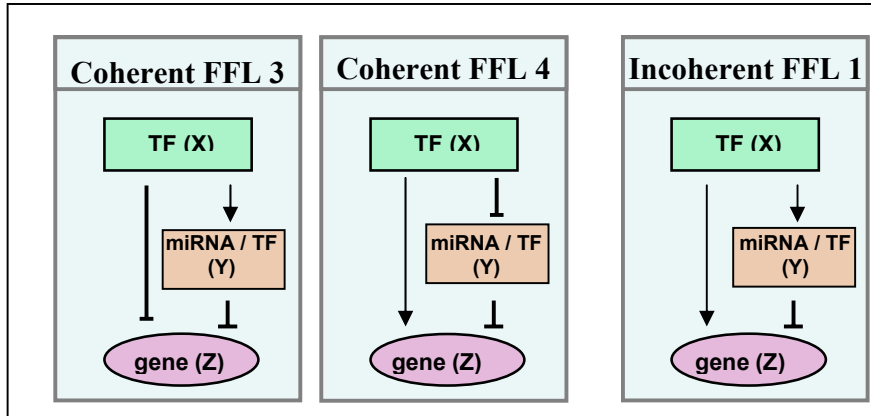 Coherent FFL 3
TF (X)
miRNA / TF
(Y)
gene (Z)
Coherent FFL 4
TF (X)
miRNA / TF
(Y)
gene (Z)
Incoherent FFL 1
TF (X)
miRNA / TF
(Y)
gene (Z)